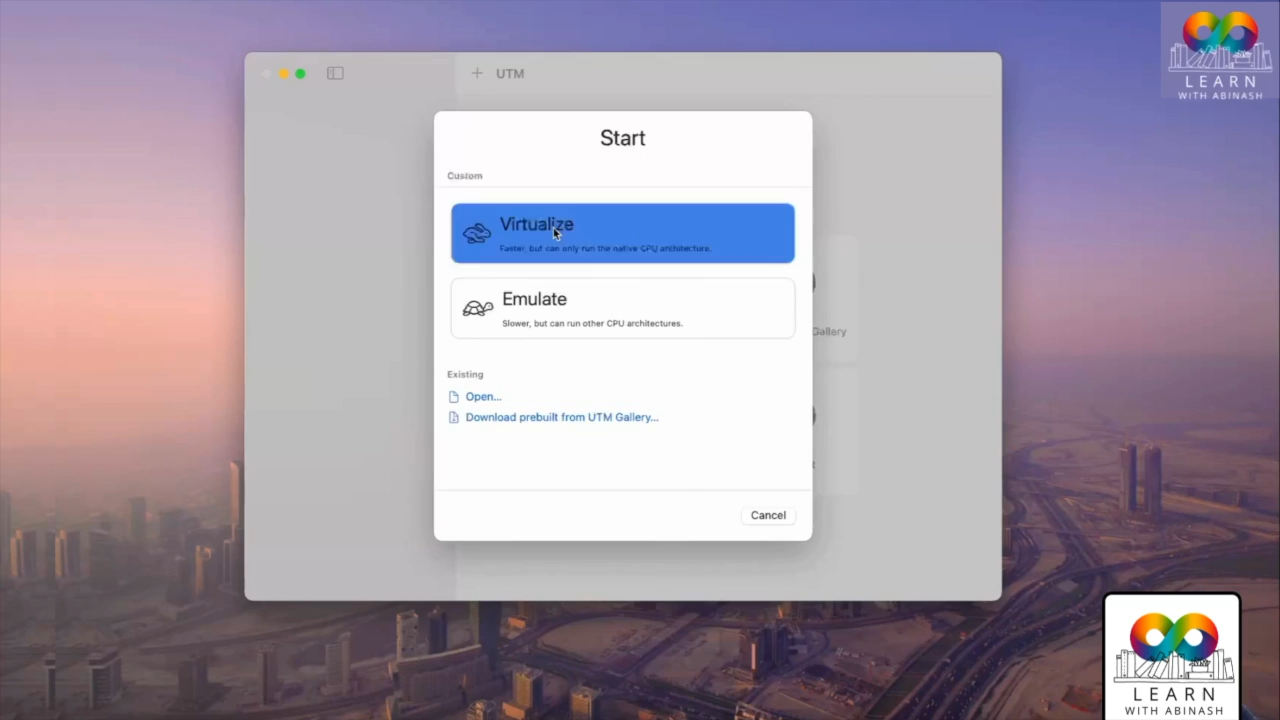 LEARN
WITH ABINASH
UTM
Start
Custom
Virtualize
Faster, but can only run the native CPU architecture.
Emulate
Slower, but can run other CPU architectures.
Gallery
Existing
Open...
Download prebuilt from UTM Gallery...
Cancel
LEARN
WITH ABINASH